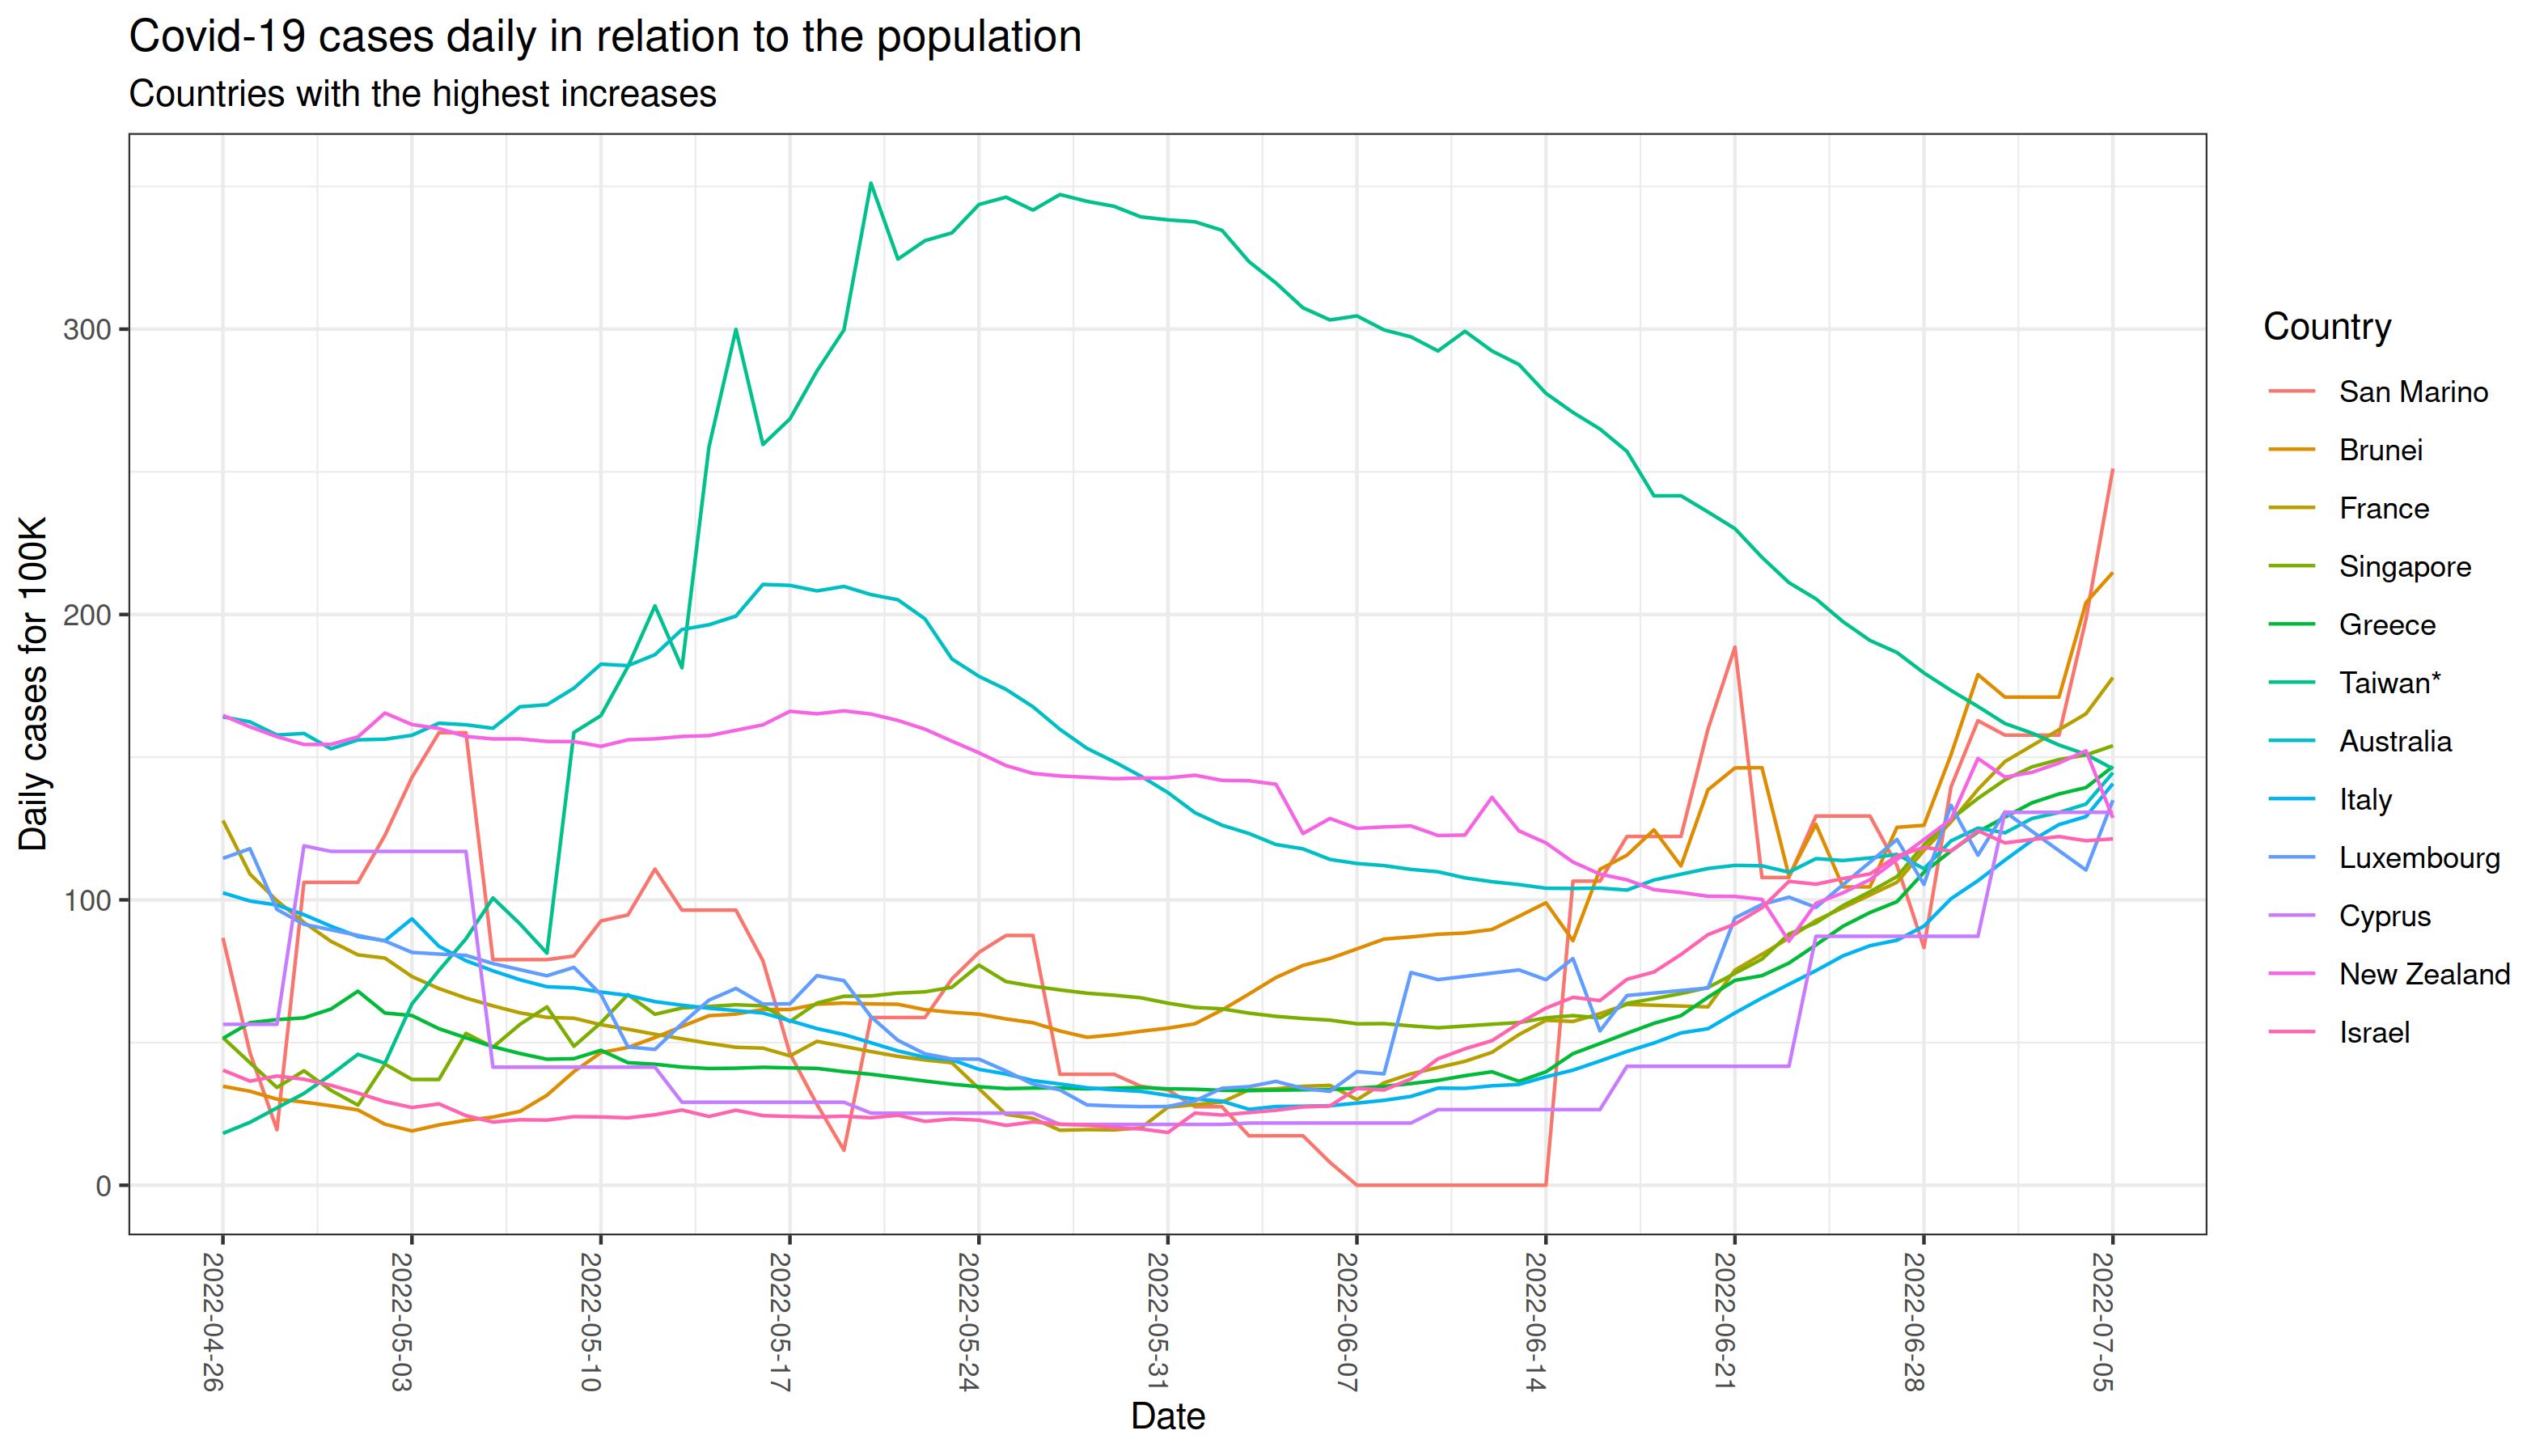 Covid-19 cases daily in relation to the population
Countries with the highest increases
Daily cases for 100K
300
200
100
0
2022-04-26
2022-05-03
2022-05-10
2022-05-17
2022-05-24
2022-05-31
2022-06-07
2022-06-14
2022-06-21
2022-06-28
2022-07-05
Date
Country
San Marino
Brunei
France
Singapore
Greece
Taiwan*
Australia
Italy
Luxembourg
Cyprus
New Zealand
Israel